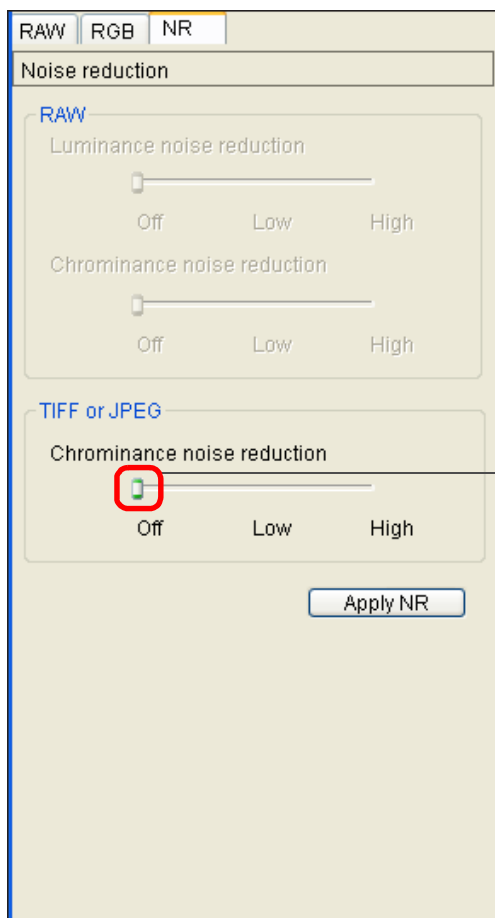 RAW RGB NR
Noise reduction
RAW
Luminance noise reduction
Off Low High
Chrominance noise reduction
Off Low High
TIFF or JPEG
Chrominance noise reduction
Off Low High
Apply NR